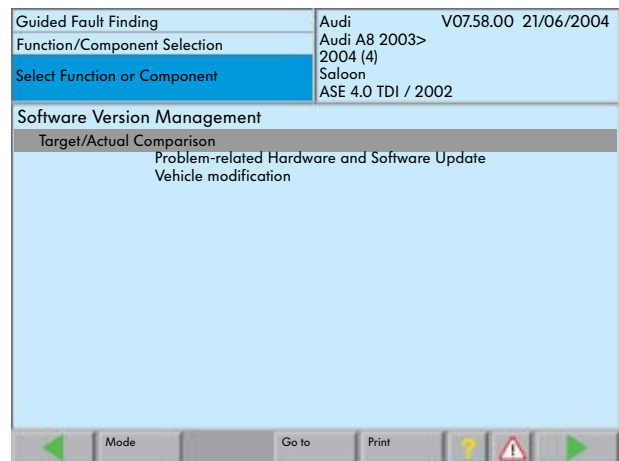 Guided Fault Finding
Function/Component Selection
Select Function or Component
Audi V07.58.00 21/06/2004
Audi A8 2003>
2004 (4)
Saloon
ASE 4.0 TDI / 2002
Software Version Management
Target/Actual Comparison
Problem-related Hardware and Software Update
Vehicle modification
Mode Go to Print ?